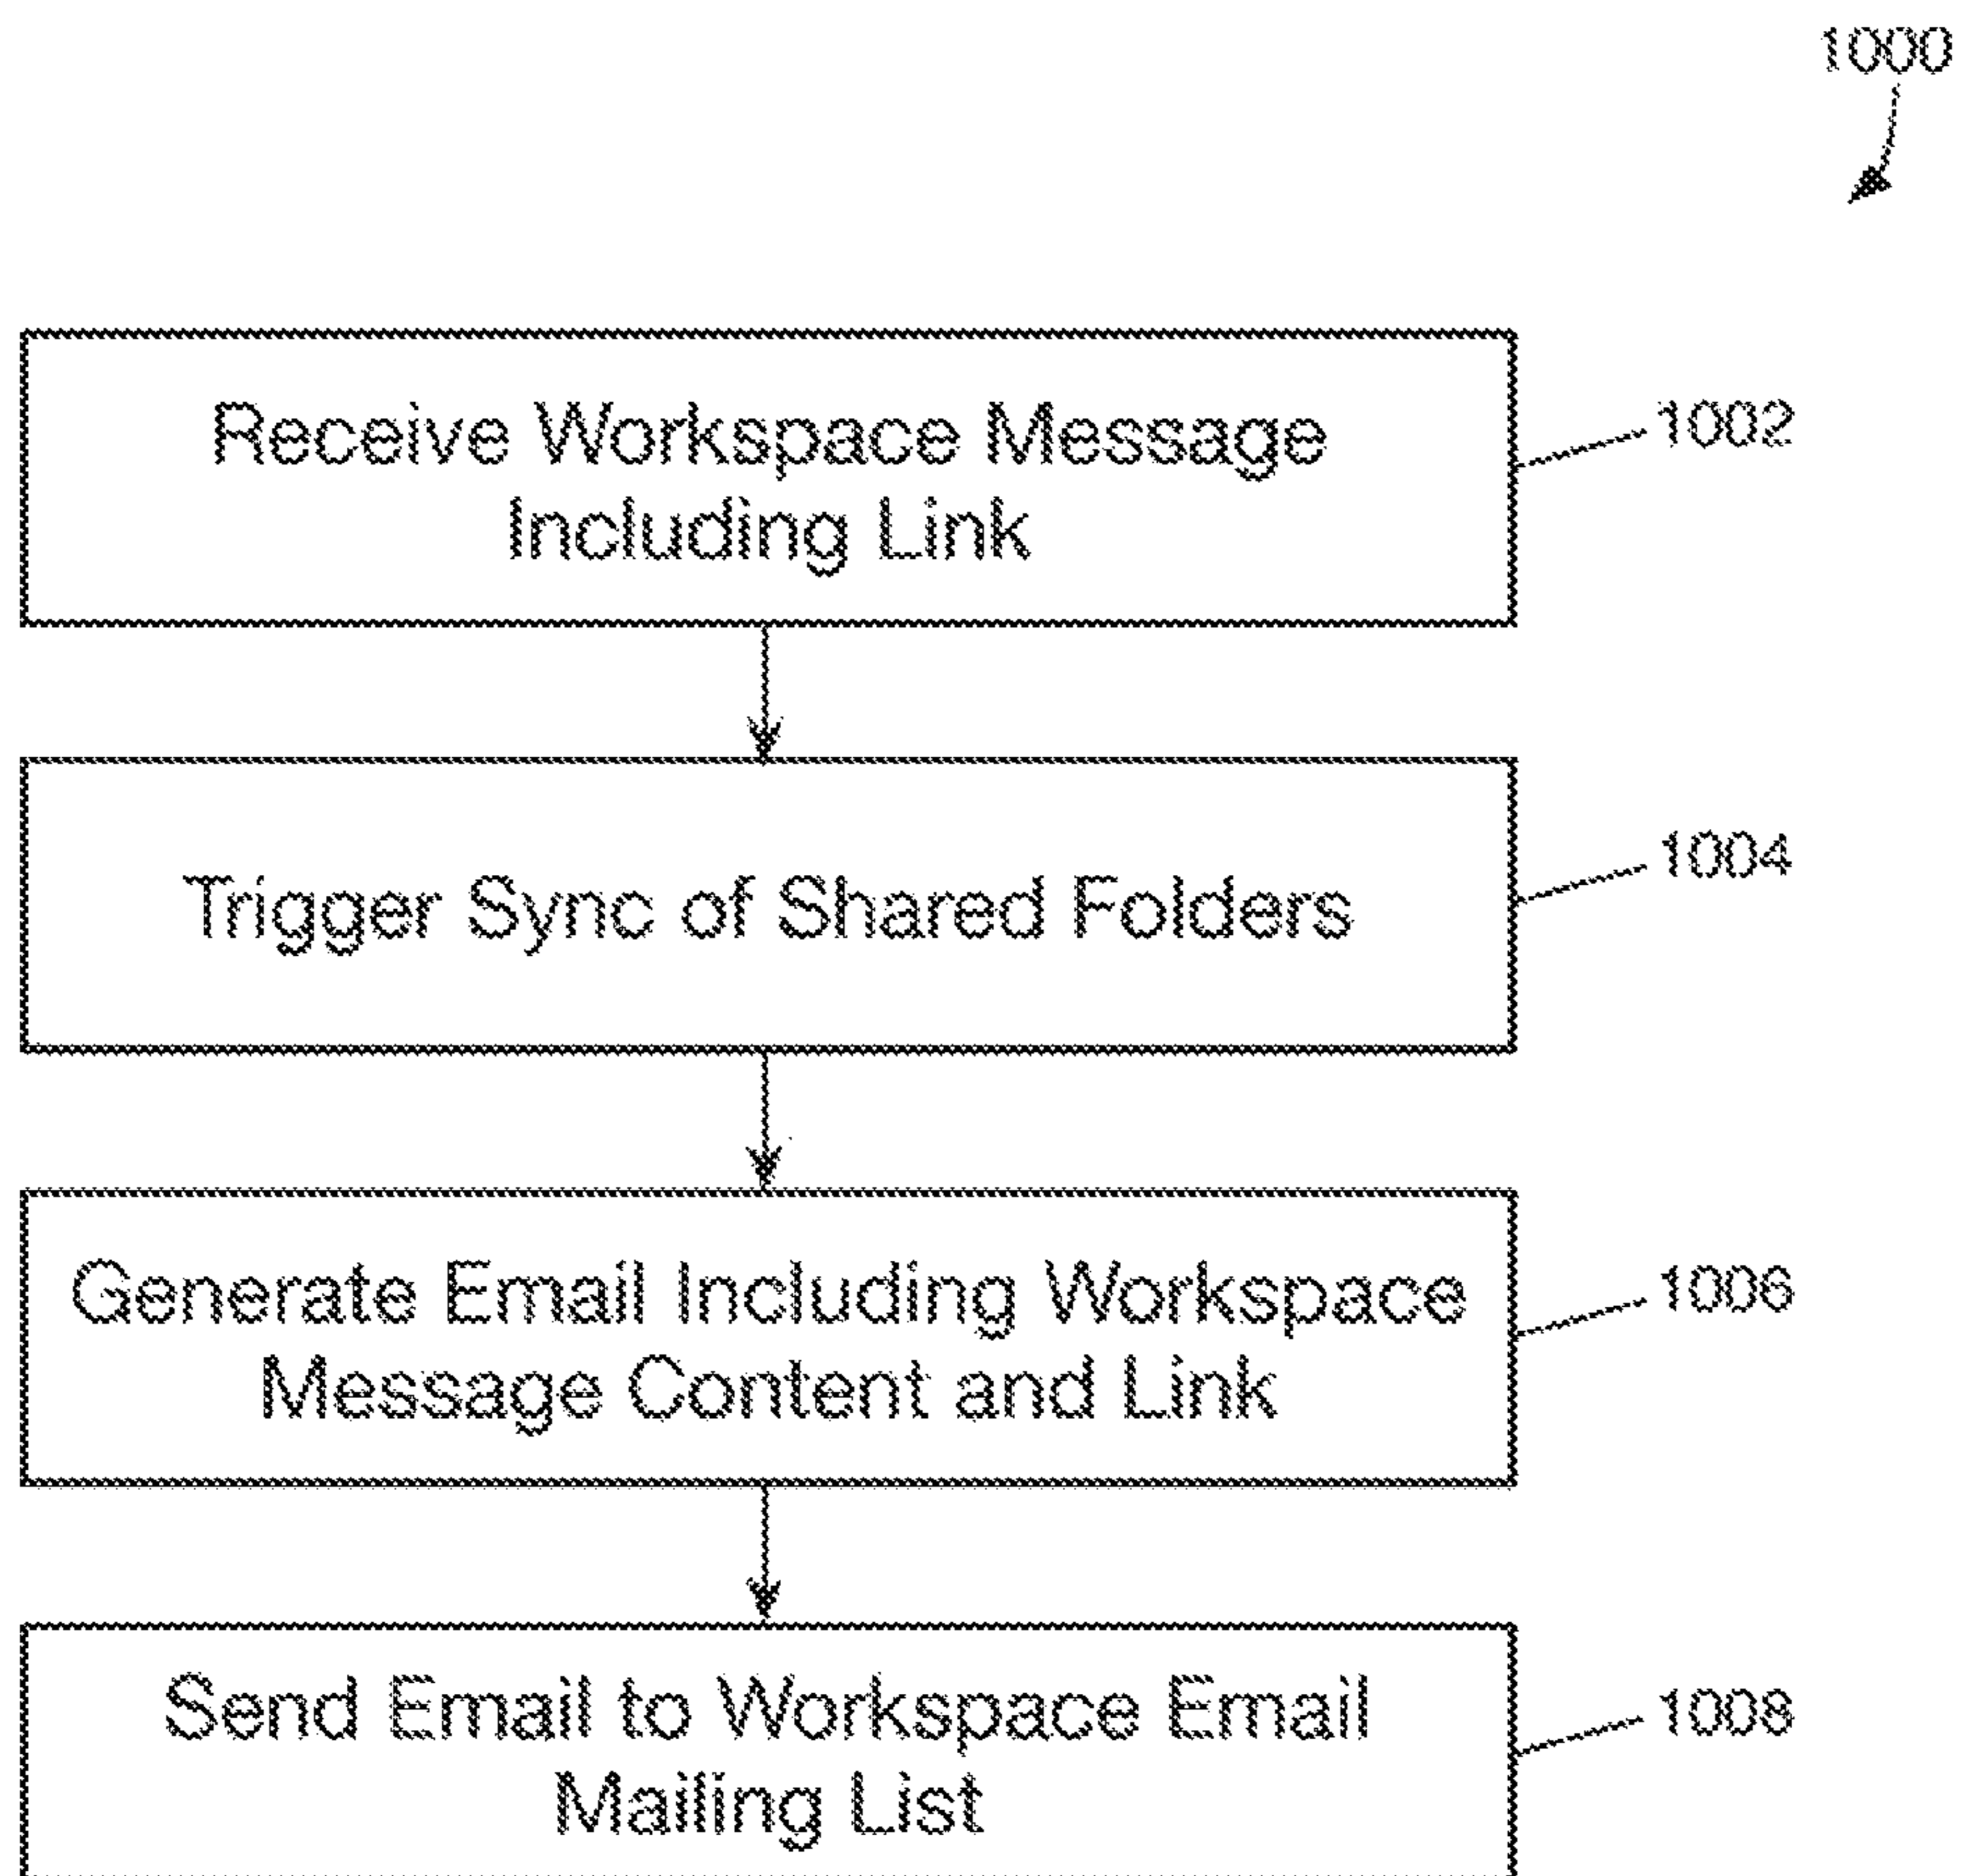 1000
Receive Workspace Message
Including Link
1002
Trigger Sync of Shared Folders
1004
Generate Email Including Workspace
Message Content and Link
1006
Send Email to Workspace Email
Mailing List
1008